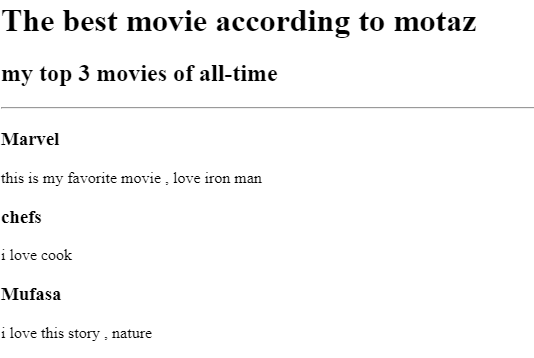 The best movie according to motaz
my top 3 movies of all-time
Marvel
this is my favorite movie , love iron man
chefs
i love cook
Mufasa
i love this story , nature